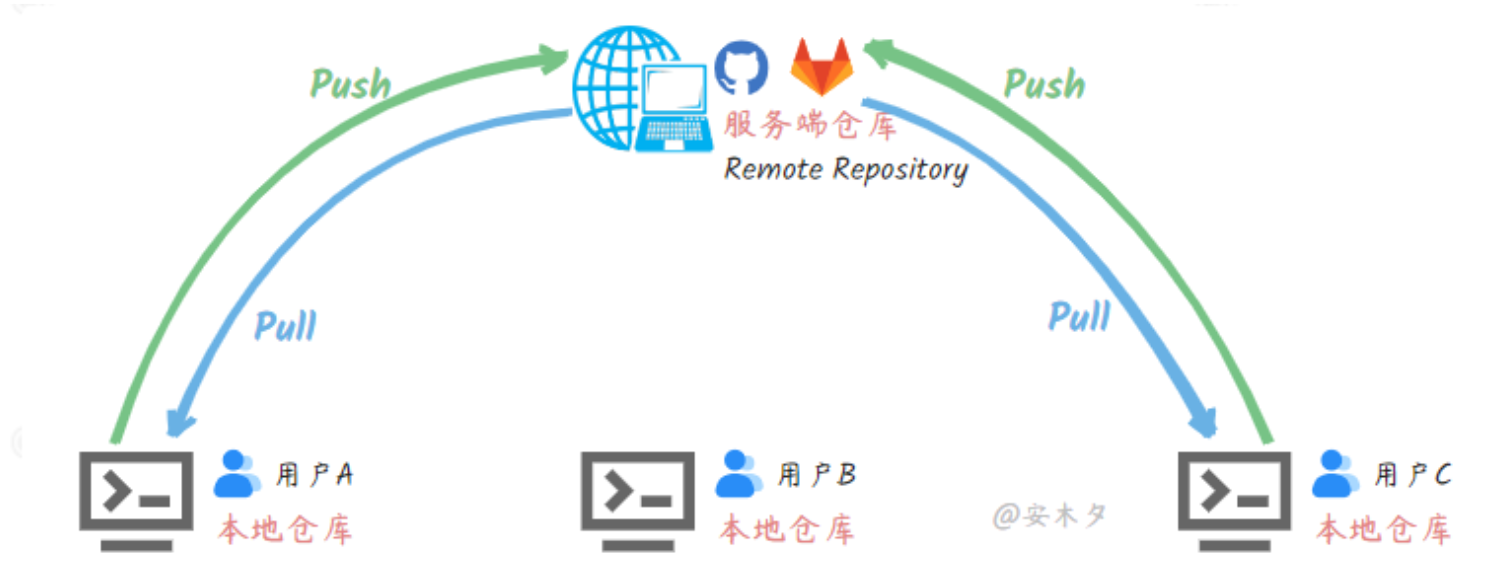 Push
Push
服务端仓库
Remote Repository
Pull
Pull
用户A
本地仓库
用户B
本地仓库
用户C
本地仓库
@安木夕